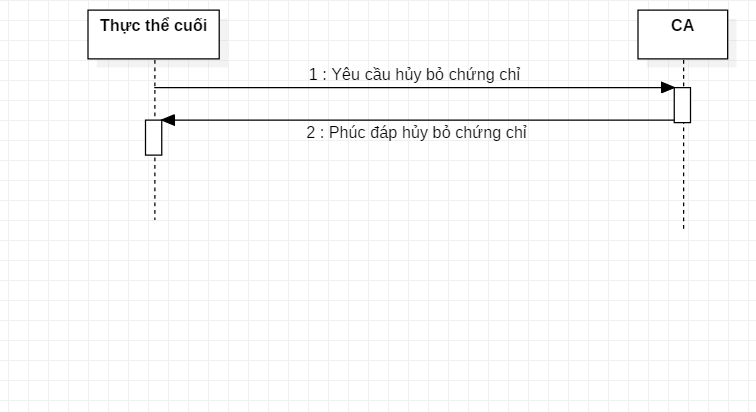 Thực thể cuối
CA
1 : Yêu cầu hủy bỏ chứng chỉ
2 : Phúc đáp hủy bỏ chứng chỉ